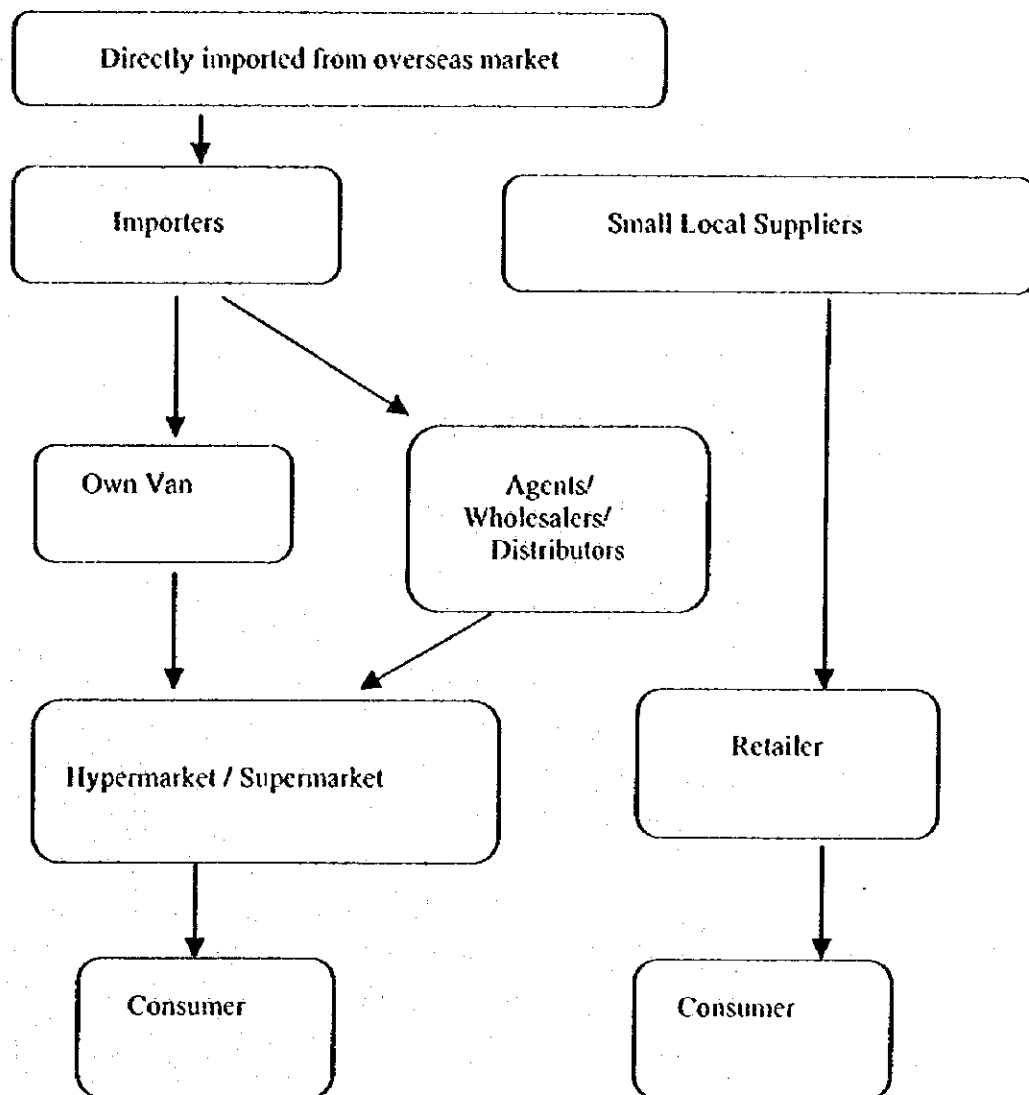 Directly imported from overseas market
Importers
Small Local Suppliers
Own Van
Agents/
Wholesalers/
Distributors
Hypermarket / Supermarket
Retailer
Consumer
Consumer